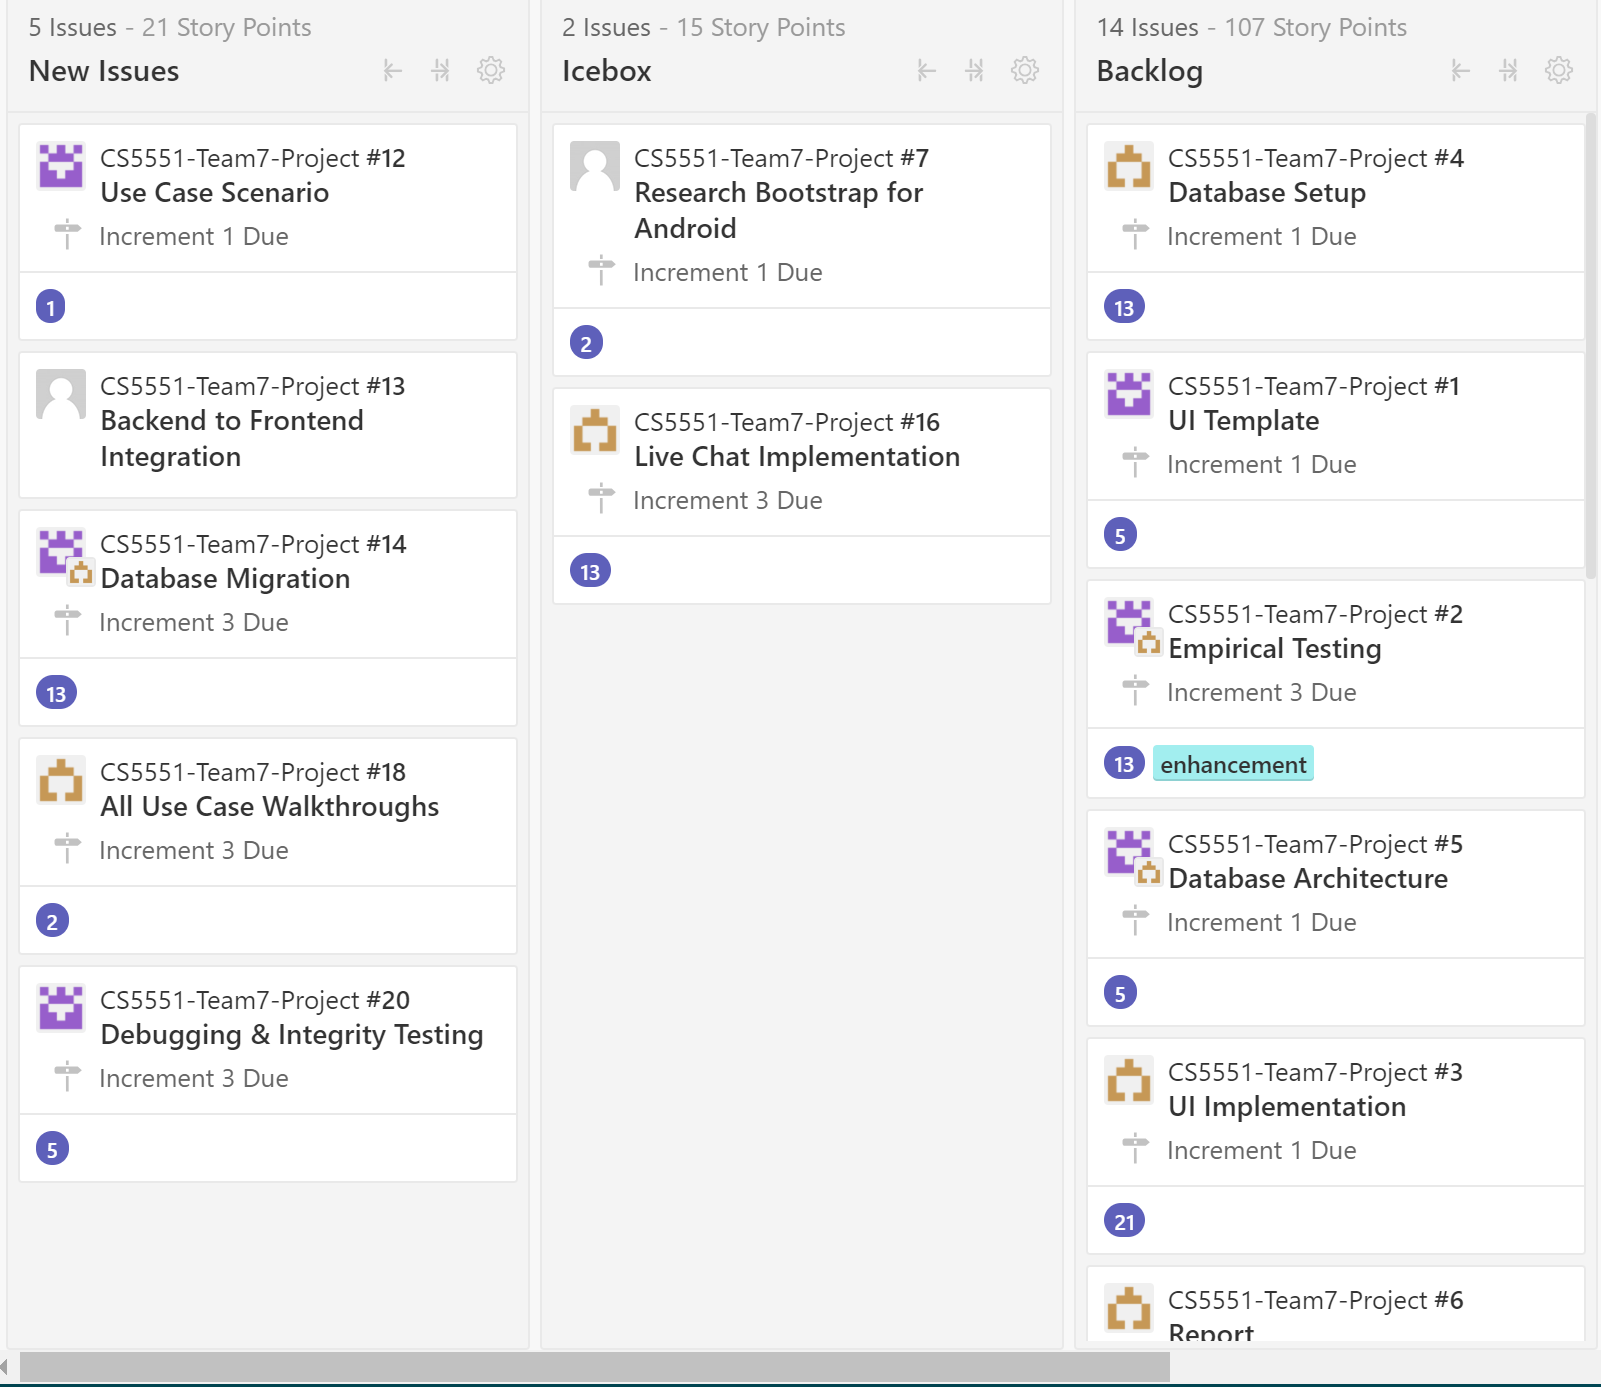 5 Issues - 21 Story Points
New Issues
CS5551-Team7-Project #12
Use Case Scenario
Increment 1 Due
1
CS5551-Team7-Project #13
Backend to Frontend
Integration
CS5551-Team7-Project #14
Database Migration
Increment 3 Due
13
CS5551-Team7-Project #18
All Use Case Walkthroughs
Increment 3 Due
2
CS5551-Team7-Project #20
Debugging & Integrity Testing
Increment 3 Due
5
2 Issues - 15 Story Points
Icebox
CS5551-Team7-Project #7
Research Bootstrap for
Android
Increment 1 Due
2
CS5551-Team7-Project #16
Live Chat Implementation
Increment 3 Due
13
14 Issues - 107 Story Points
Backlog
CS5551-Team7-Project #4
Database Setup
Increment 1 Due
13
CS5551-Team7-Project #1
UI Template
Increment 1 Due
5
CS5551-Team7-Project #2
Empirical Testing
Increment 3 Due
13 enhancement
CS5551-Team7-Project #5
Database Architecture
Increment 1 Due
5
CS5551-Team7-Project #3
UI Implementation
Increment 1 Due
21
CS5551-Team7-Project #6
Report